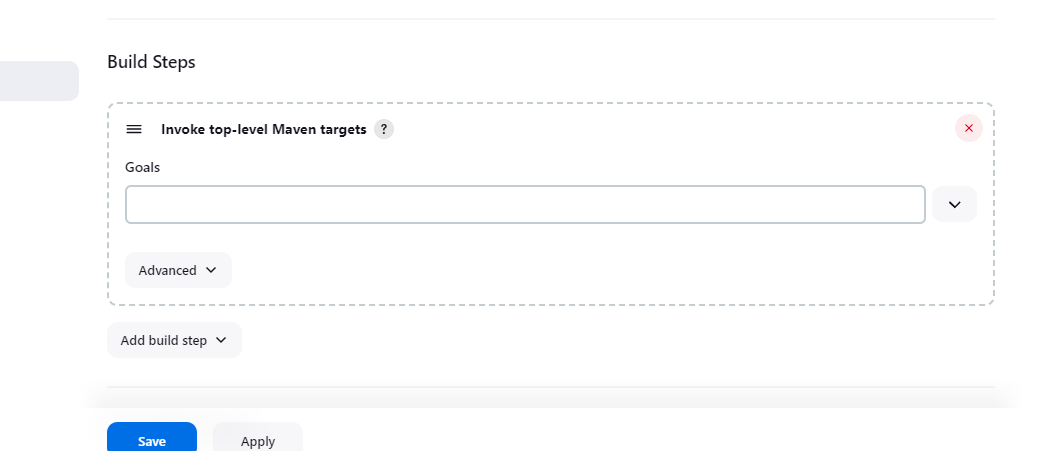 Build Steps
Invoke top-level Maven targets ?
Goals
Advanced
Add build step
Save Apply